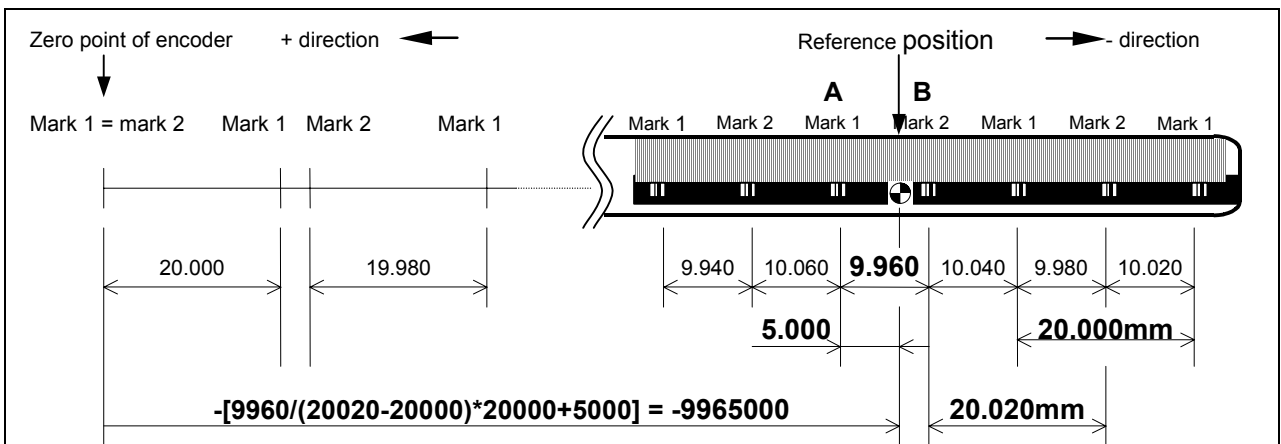 Zero point of encoder + direction Reference position - direction
A B
Mark 1 = mark 2 Mark 1 Mark 2 Mark 1 Mark 1 Mark 2 Mark 1 Mark 2 Mark 1 Mark 2 Mark 1
20.000 19.980 9.940 10.060 9.960 10.040 9.980 10.020
5.000 20.000mm
-[9960/(20020-20000)*20000+5000] = -9965000 20.020mm